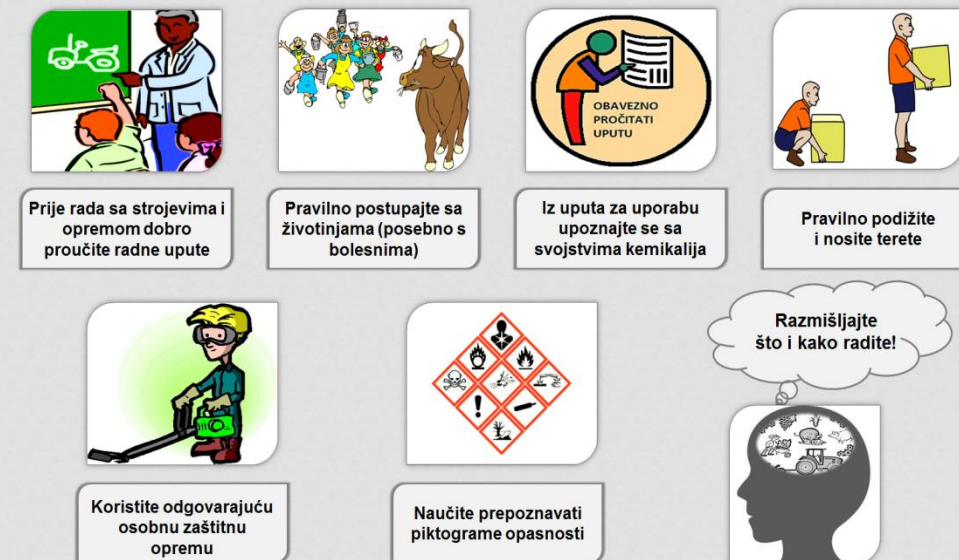 Prije rada sa strojevima i
opremom dobro
proučite radne upute
Pravilno postupajte sa
životinjama (posebno s
bolesnima)
OBAVEZNO
PROČITATI
UPUTU
Iz uputa za uporabu
upoznajte se sa
svojstvima kemikalija
Pravilno podižite
i nosite terete
Koristite odgovarajuću
osobnu zaštitnu
opremu
Naučite prepoznavati
piktograme opasnosti
Razmišljajte
što i kako radite!